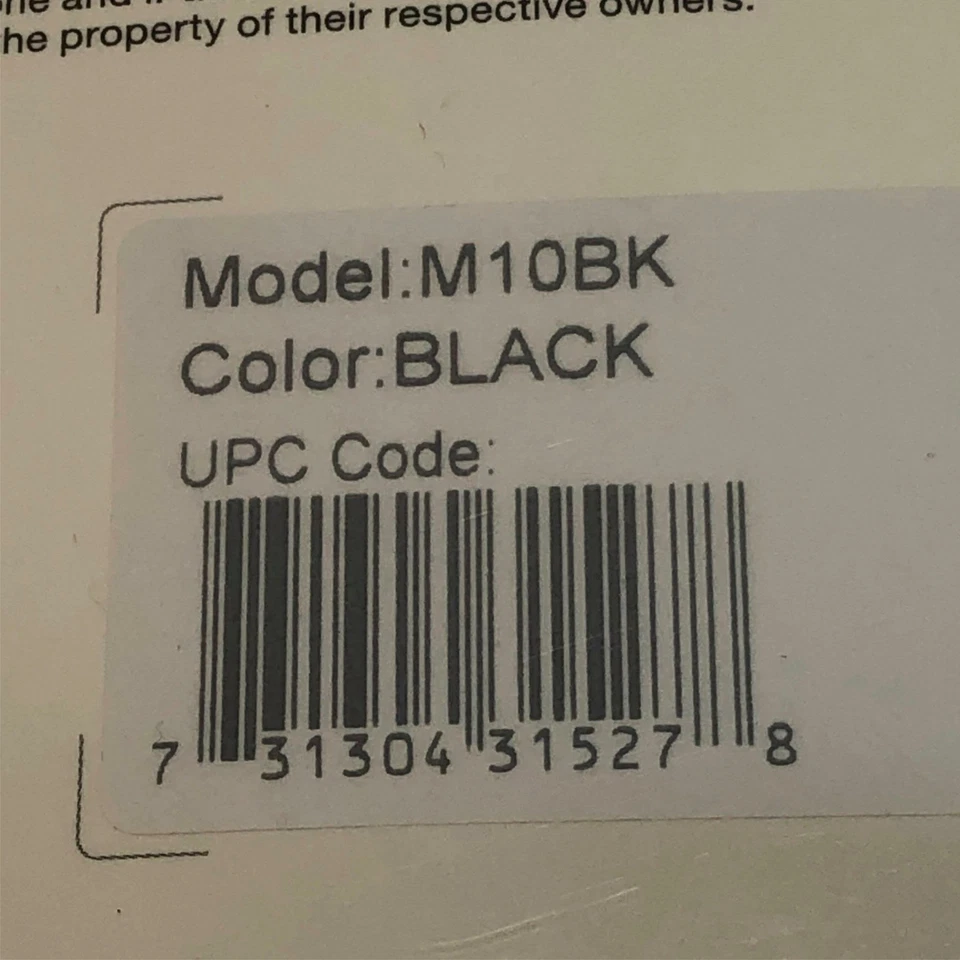 the property of their respective owners.
Model:M10BK
Color:BLACK
UPC Code:
7 31304 31527 8